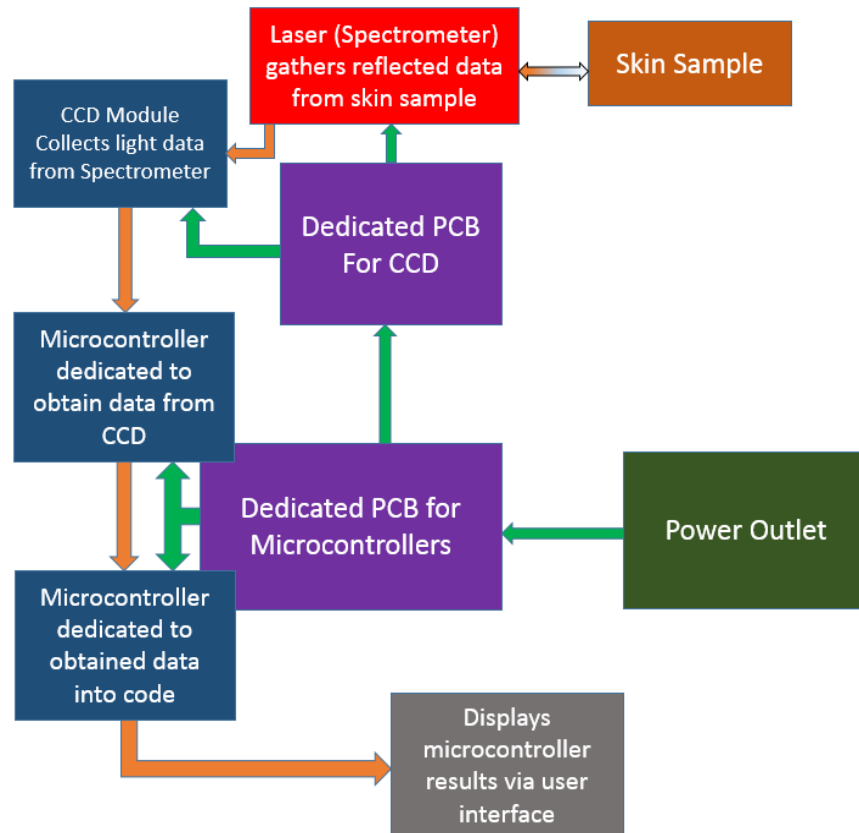 Laser (Spectrometer)
gathers reflected data
from skin sample
Skin Sample
CCD Module
Collects light data
from Spectrometer
Dedicated PCB
For CCD
Microcontroller
dedicated to
obtain data from
CCD
Dedicated PCB for
Microcontrollers
Power Outlet
Microcontroller
dedicated to
obtained data
into code
Displays
microcontroller
results via user
interface